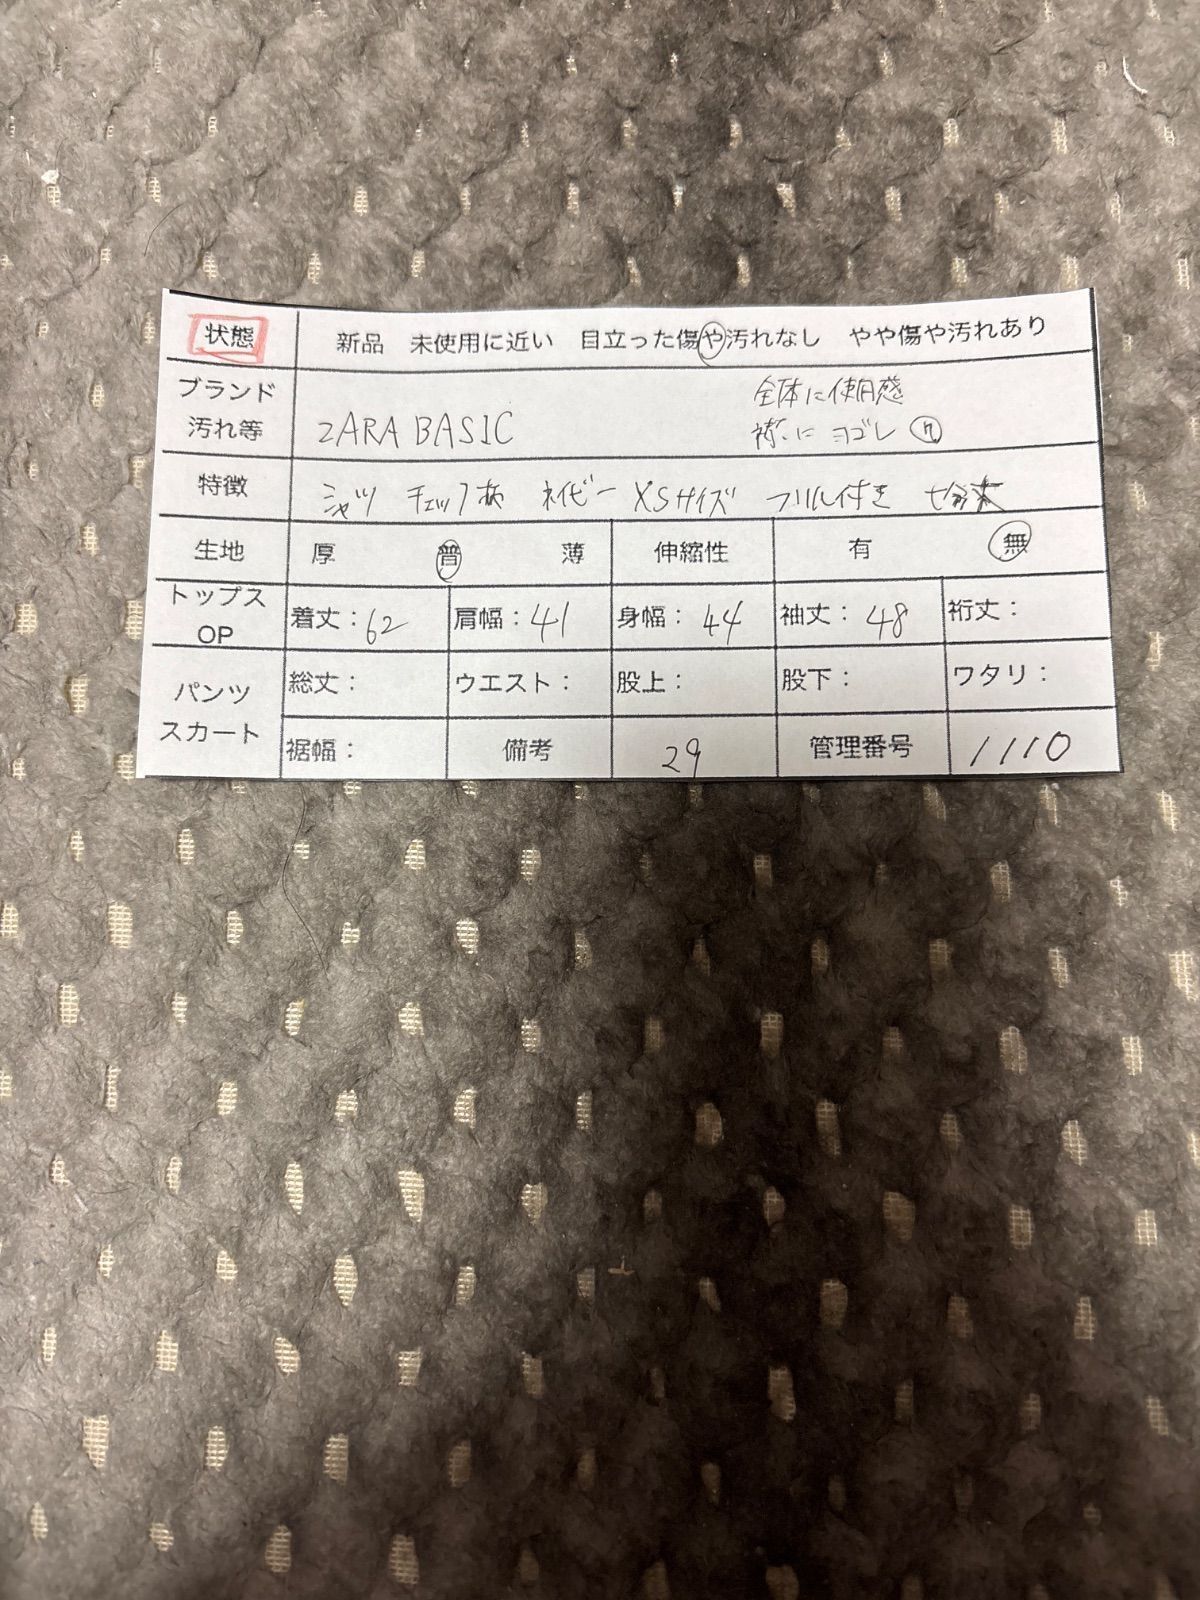 状態 新品 未使用に近い 目立った傷や汚れなし やや傷や汚れあり
ブランド 全体に使用感
汚れ等 ZARA BASIC に ヨゴレ
特徴 シャツ チェック柄 ネイビー XSサイズ フリル付き
生地 厚 普 薄 伸縮性 有 無
トップス OP 着丈:62 肩幅:41 身幅:44 袖丈:48 裄丈:
パンツ スカート 総丈: ウエスト: 股上: 股下: ワタリ:
裾幅: 備考 29 管理番号 1110